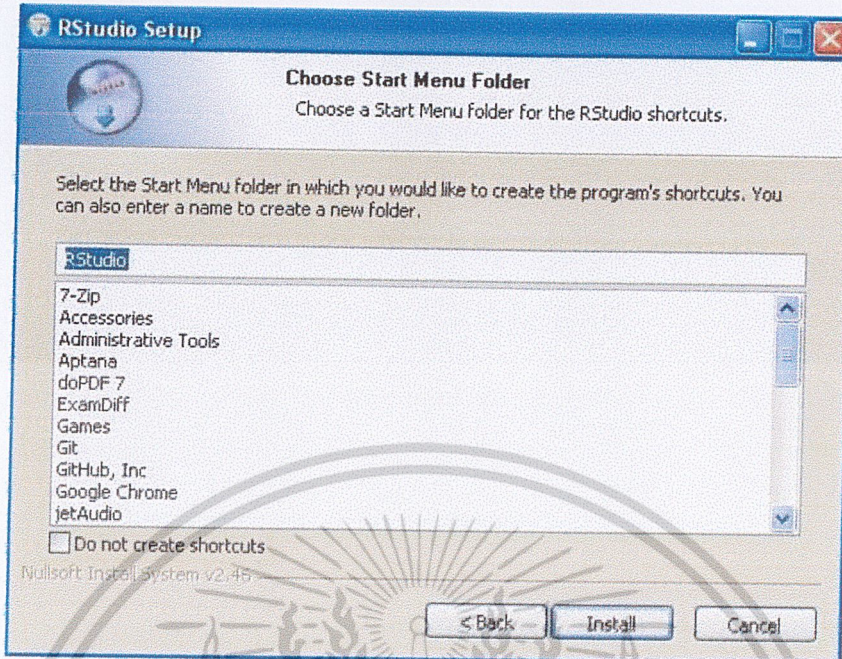 RStudio Setup
Choose Start Menu Folder
Choose a Start Menu folder for the RStudio shortcuts.
Select the Start Menu folder in which you would like to create the program's shortcuts. You
can also enter a name to create a new folder.
RStudio
7-Zip
Accessories
Administrative Tools
Aptana
doPDF 7
ExamDiff
Games
Git
GitHub, Inc
Google Chrome
jetAudio
Do not create shortcuts
Nullsoft Install System v2.46
< Back
Install
Cancel